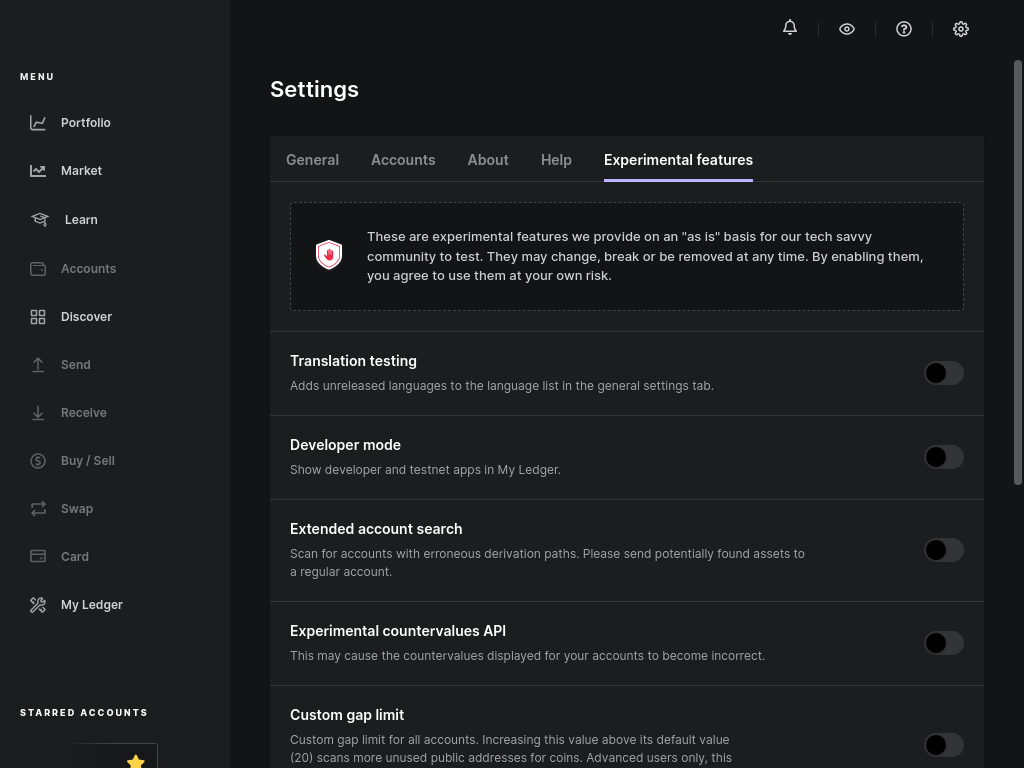 MENU
Portfolio
Market
Learn
Accounts
Discover
Send
Receive
Buy / Sell
Swap
Card
My Ledger
STARRED ACCOUNTS
Settings
General Accounts About Help Experimental features
These are experimental features we provide on an "as is" basis for our tech savvy
community to test. They may change, break or be removed at any time. By enabling them,
you agree to use them at your own risk.
Translation testing
Adds unreleased languages to the language list in the general settings tab.
Developer mode
Show developer and testnet apps in My Ledger.
Extended account search
Scan for accounts with erroneous derivation paths. Please send potentially found assets to
a regular account.
Experimental countervalues API
This may cause the countervalues displayed for your accounts to become incorrect.
Custom gap limit
Custom gap limit for all accounts. Increasing this value above its default value
(20) scans more unused public addresses for coins. Advanced users only, this